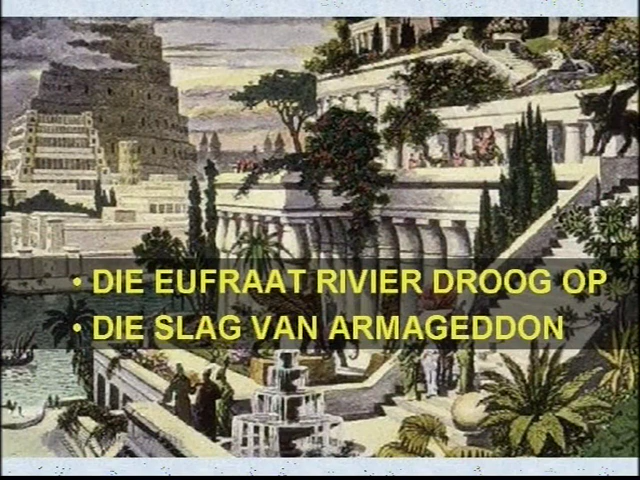 • DIE EUFRAAT RIVIER DROOG OP
• DIE SLAG VAN ARMAGEDDON